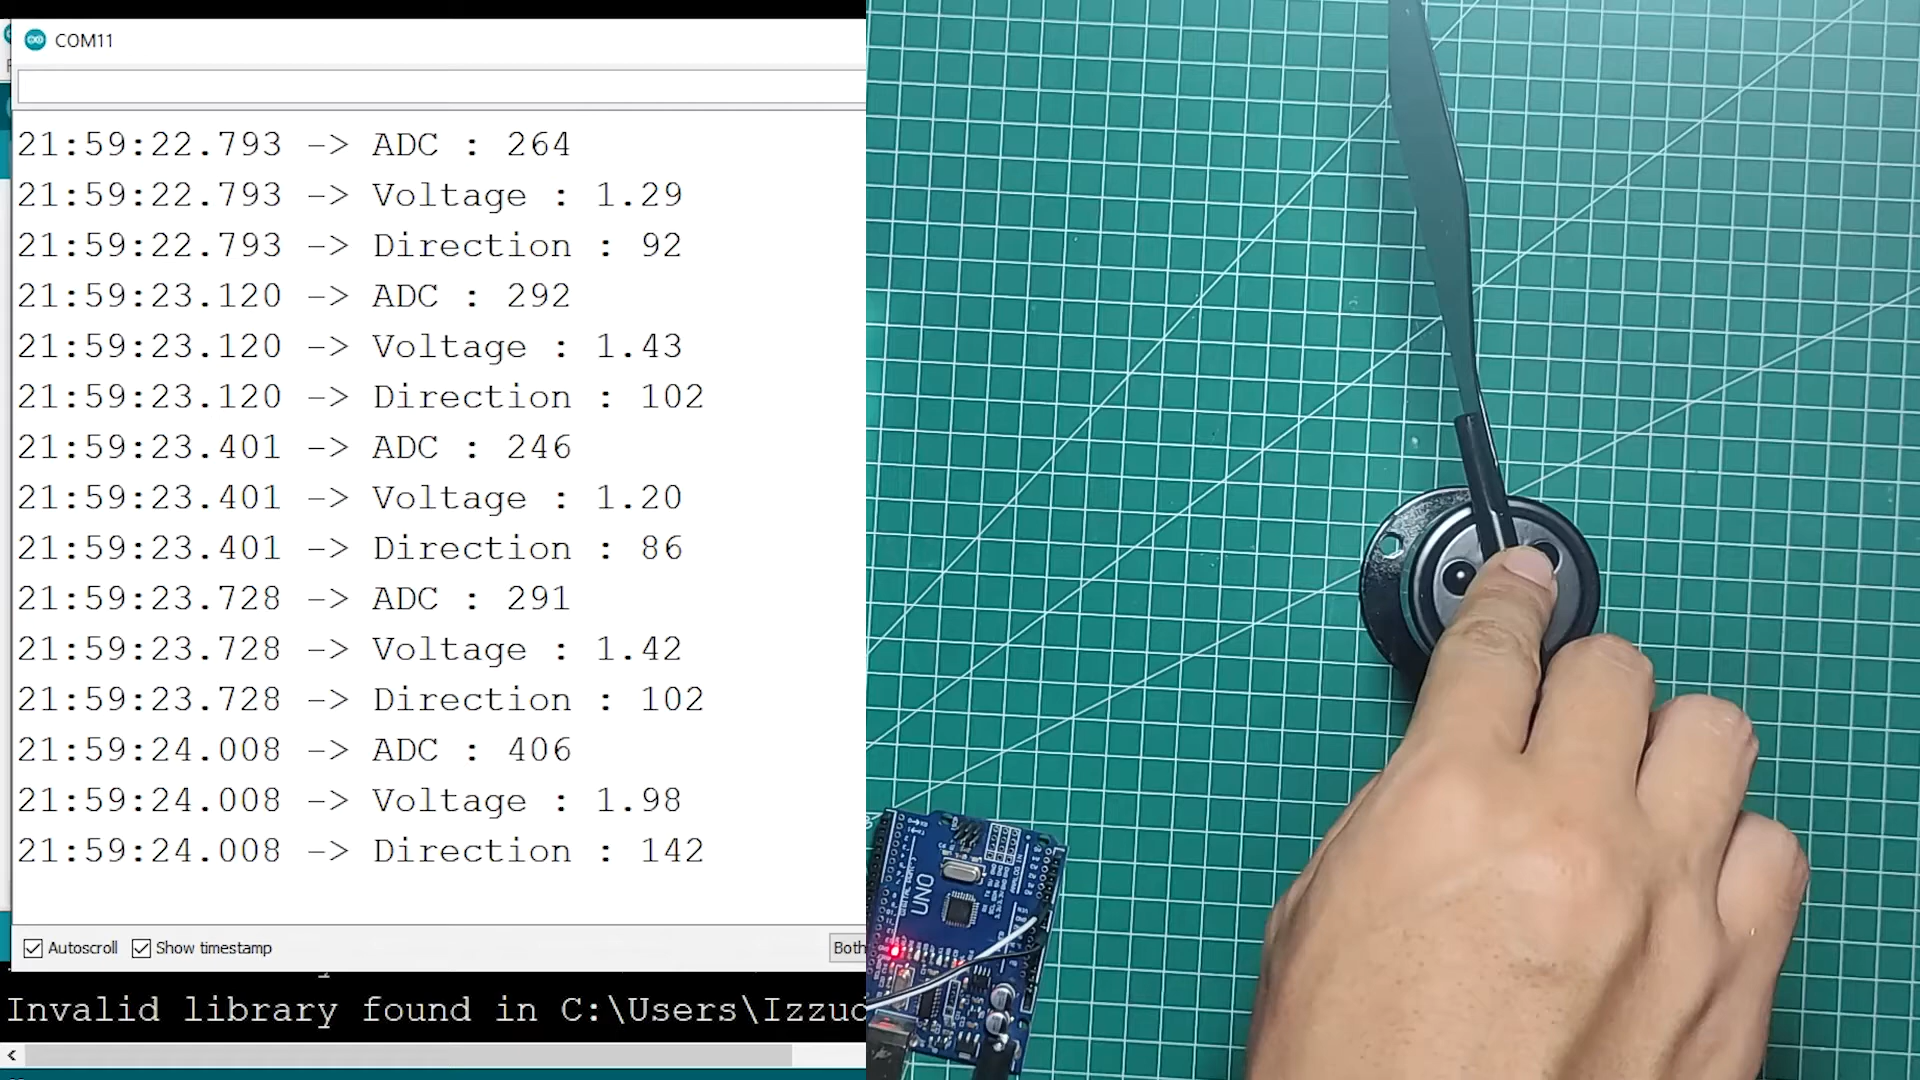 COM11
21:59:22.793 -> ADC : 264
21:59:22.793 -> Voltage : 1.29
21:59:22.793 -> Direction : 92
21:59:23.120 -> ADC : 292
21:59:23.120 -> Voltage : 1.43
21:59:23.120 -> Direction : 102
21:59:23.401 -> ADC : 246
21:59:23.401 -> Voltage : 1.20
21:59:23.401 -> Direction : 86
21:59:23.728 -> ADC : 291
21:59:23.728 -> Voltage : 1.42
21:59:23.728 -> Direction : 102
21:59:24.008 -> ADC : 406
21:59:24.008 -> Voltage : 1.98
21:59:24.008 -> Direction : 142
Autoscroll Show timestamp Both
Invalid library found in C:\Users\Izzud
UNO